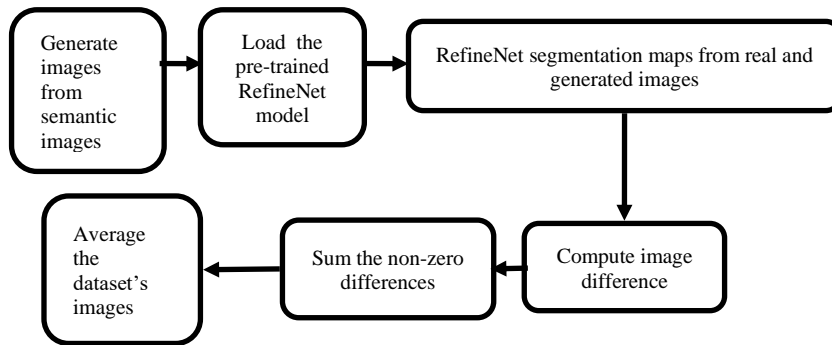 Generate
images
from
semantic
images
Load the
pre-trained
RefineNet
model
RefineNet segmentation maps from real and
generated images
Compute image
difference
Sum the non-zero
differences
Average
the
dataset's
images